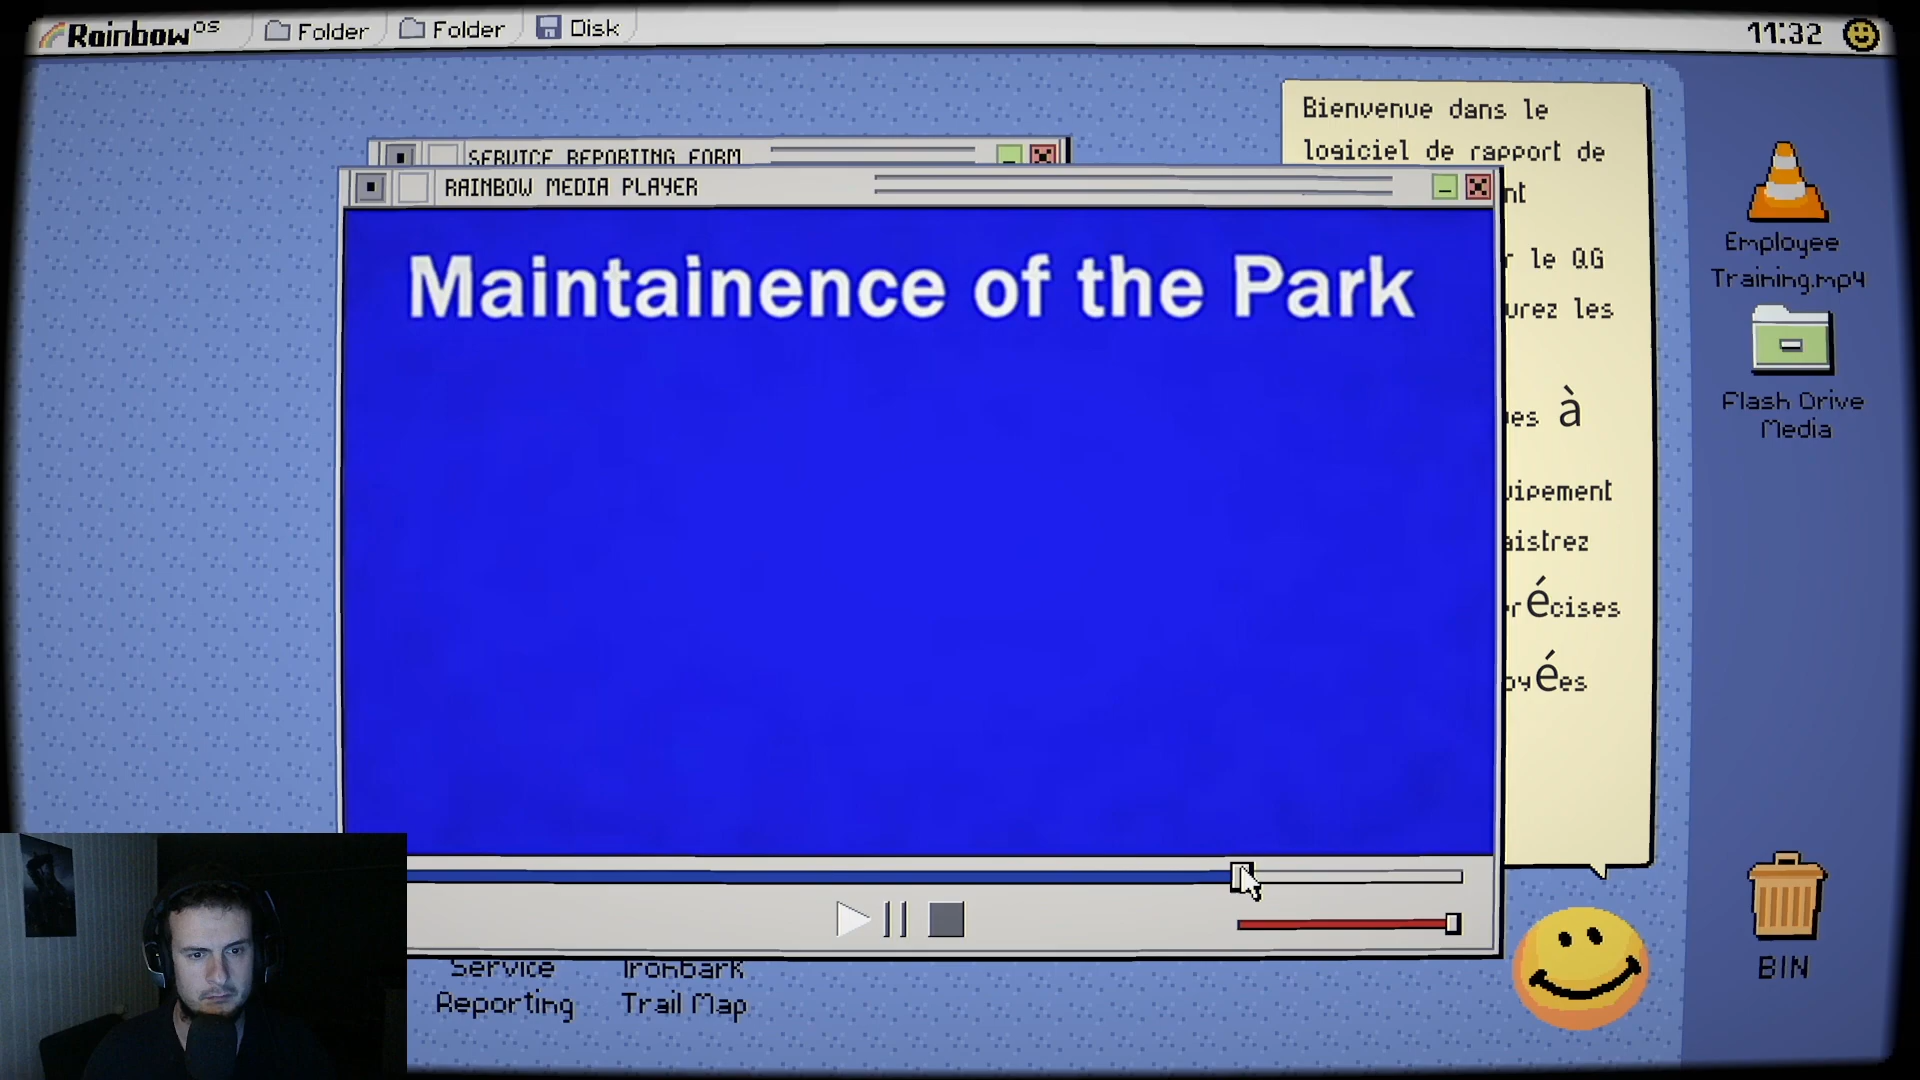 Rainbow OS
Folder
Folder
Disk
11:32
Bienvenue dans le
logiciel de rapport de
nt
SERVICE REPORTING FORM
RAINBOW MEDIA PLAYER
le QG
urez les
es à
uipement
aistrez
récises
oyées
Maintainence of the Park
Employee
Training.mp4
Flash Drive
Media
BIN
Service
Reporting
Ironbark
Trail Map